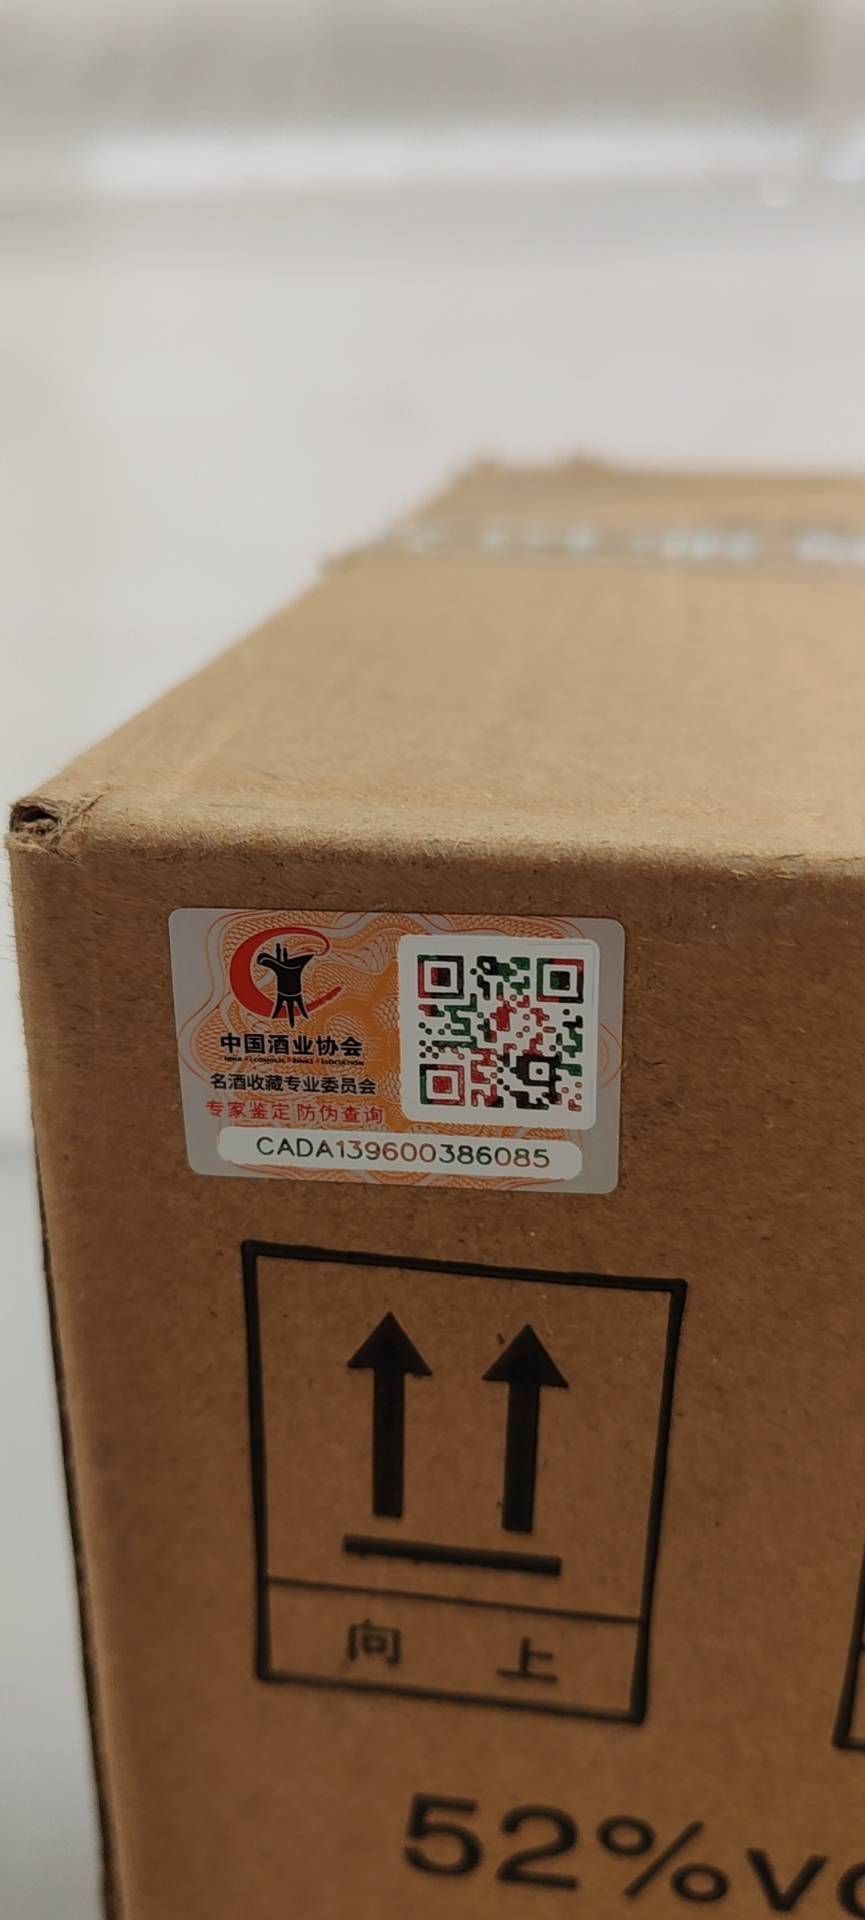 中国酒业协会
名酒收藏专业委员会
专家鉴定 防伪查询
CADA139600386085
向上
52%v